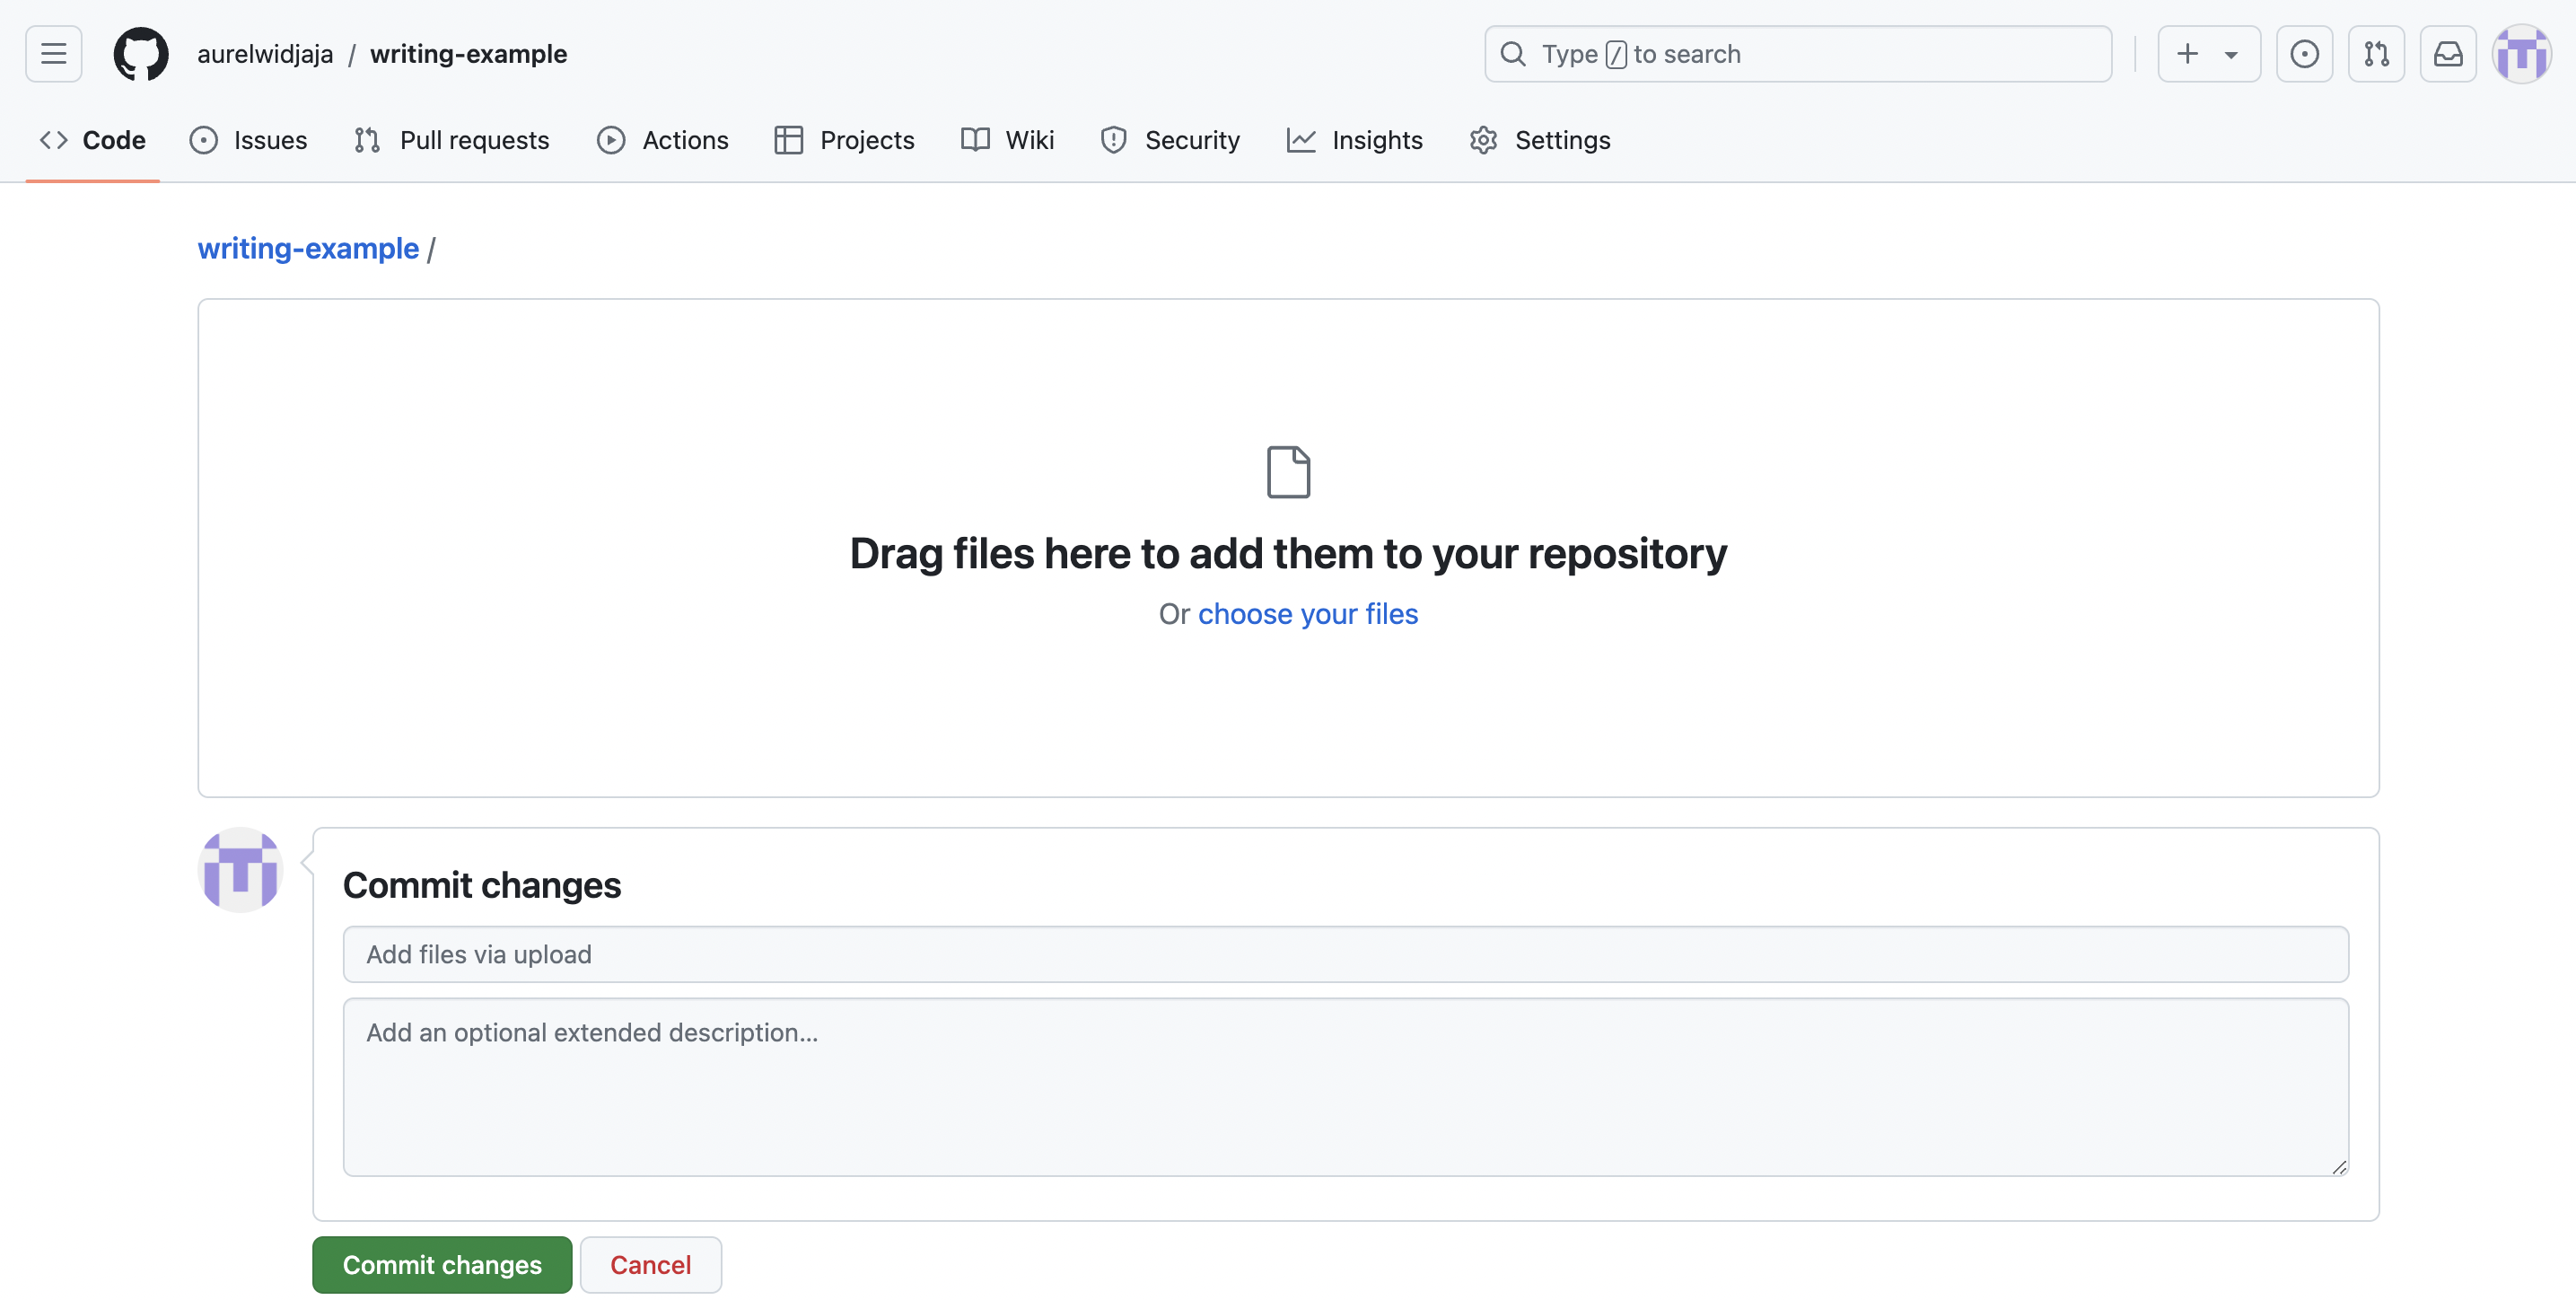 aurelwidjaja / writing-example
Type / to search
Code Issues Pull requests Actions Projects Wiki Security Insights Settings
writing-example /
Drag files here to add them to your repository
Or choose your files
Commit changes
Add files via upload
Add an optional extended description...
Commit changes Cancel